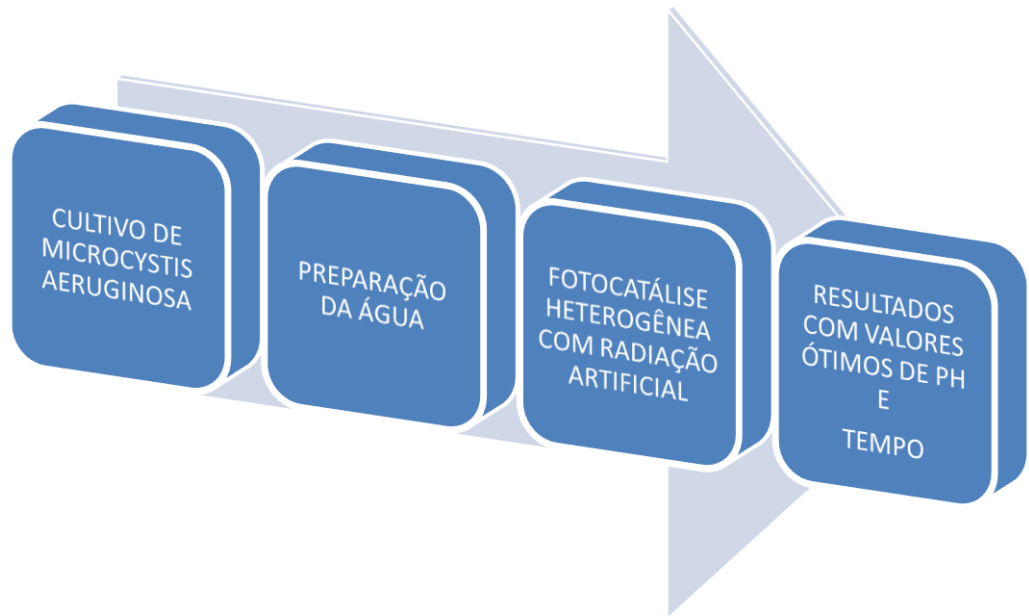 CULTIVO DE
MICROCYSTIS
AERUGINOSA
PREPARAÇÃO
DA ÁGUA
FOTOCATÁLISE
HETEROGÊNEA
COM RADIAÇÃO
ARTIFICIAL
RESULTADOS
COM VALORES
ÓTIMOS DE PH
E
TEMPO